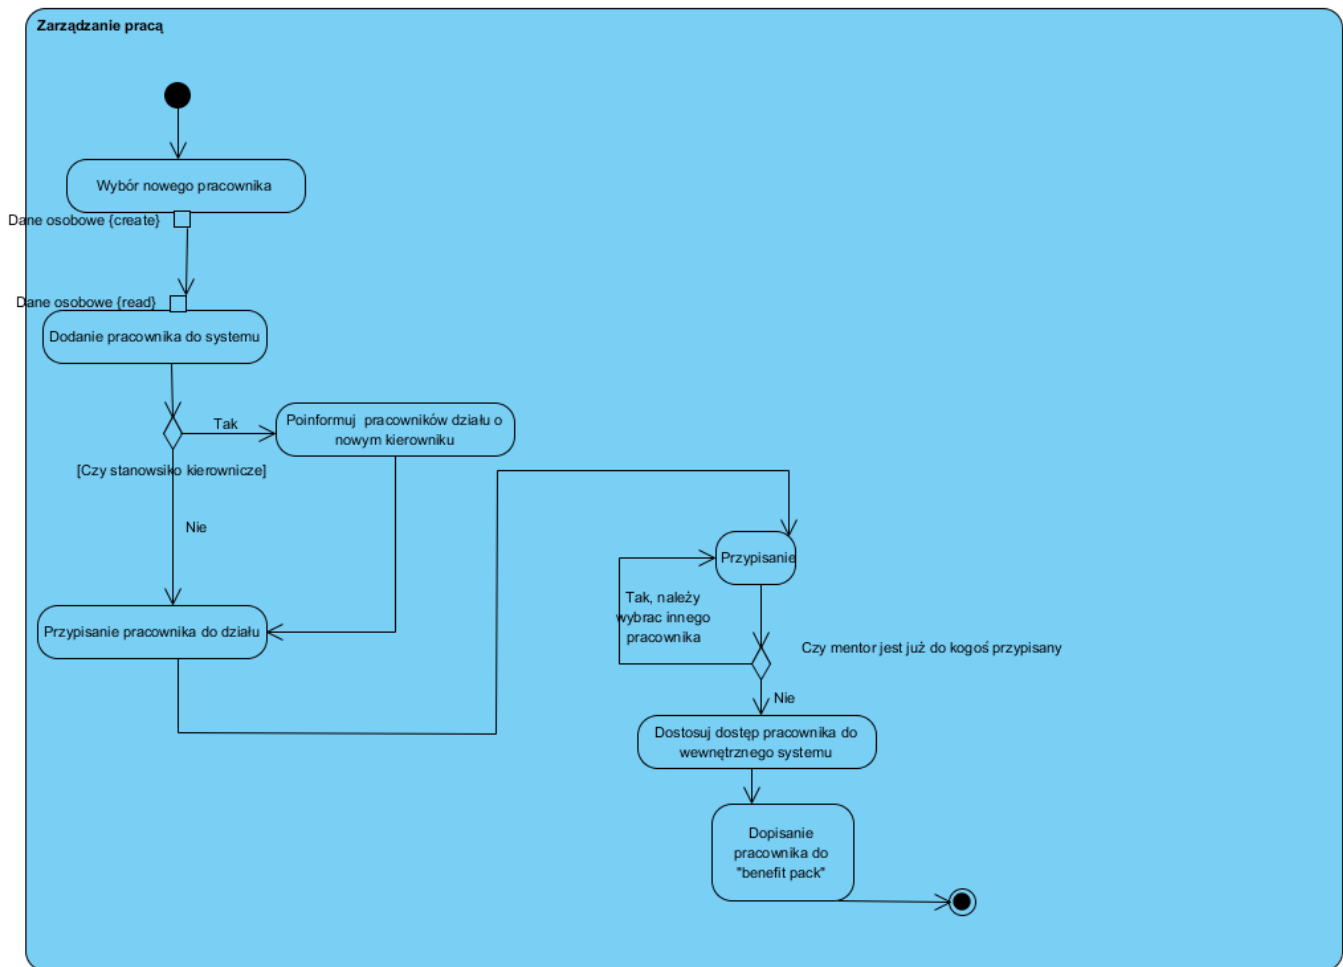 Zarządzanie pracą
Wybór nowego pracownika
Dane osobowe {create}
Dane osobowe {read}
Dodanie pracownika do systemu
Tak
Poinformuj pracowników działu o
nowym kierowniku
[Czy stanowsiko kierownicze]
Nie
Przypisanie pracownika do działu
Przypisanie
Tak, należy
wybrac innego
pracownika
Czy mentor jest już do kogoś przypisany
Nie
Dostosuj dostęp pracownika do
wewnętrznego systemu
Dopisanie
pracownika do
"benefit pack"